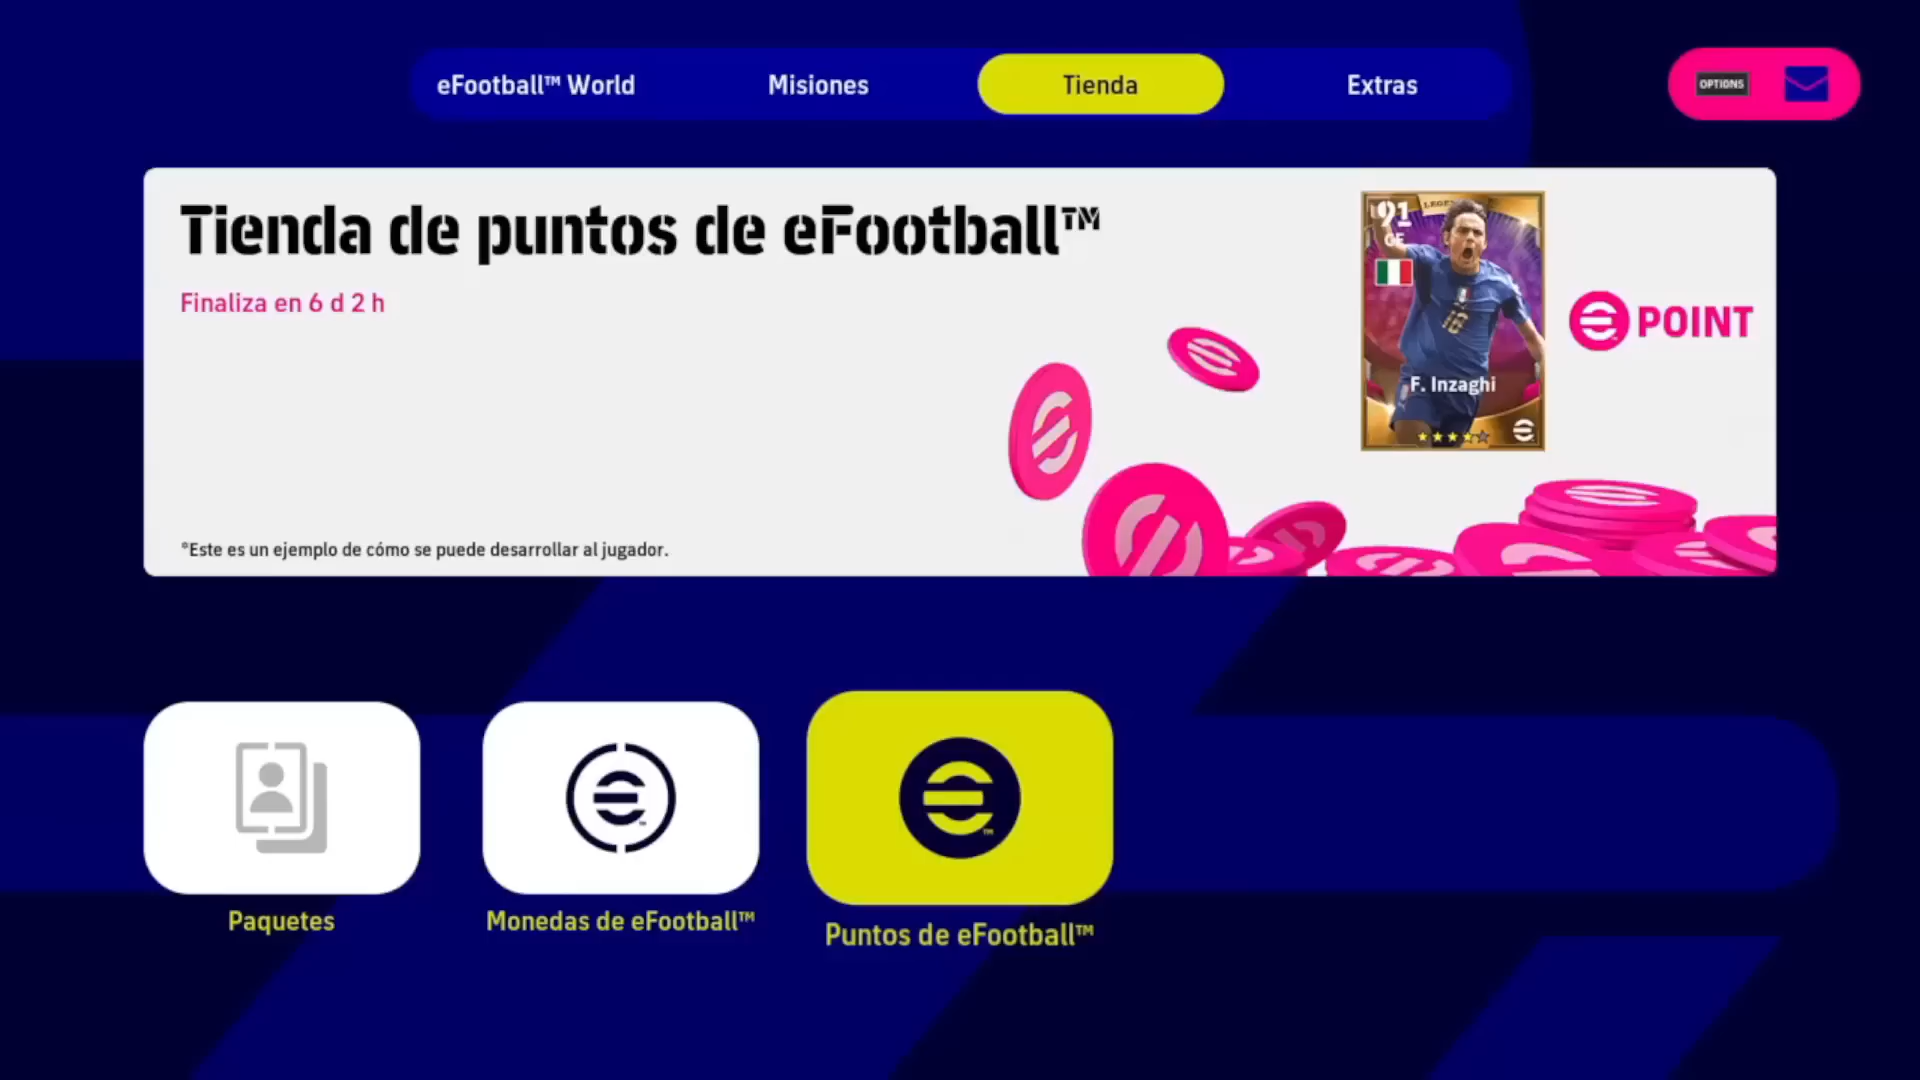 eFootball™ World
Misiones
Tienda
Extras
OPTIONS
Tienda de puntos de eFootball™
Finaliza en 6 d 2 h
91
CF
F. Inzaghi
POINT
*Este es un ejemplo de cómo se puede desarrollar al jugador.
Paquetes
Monedas de eFootball™
Puntos de eFootball™